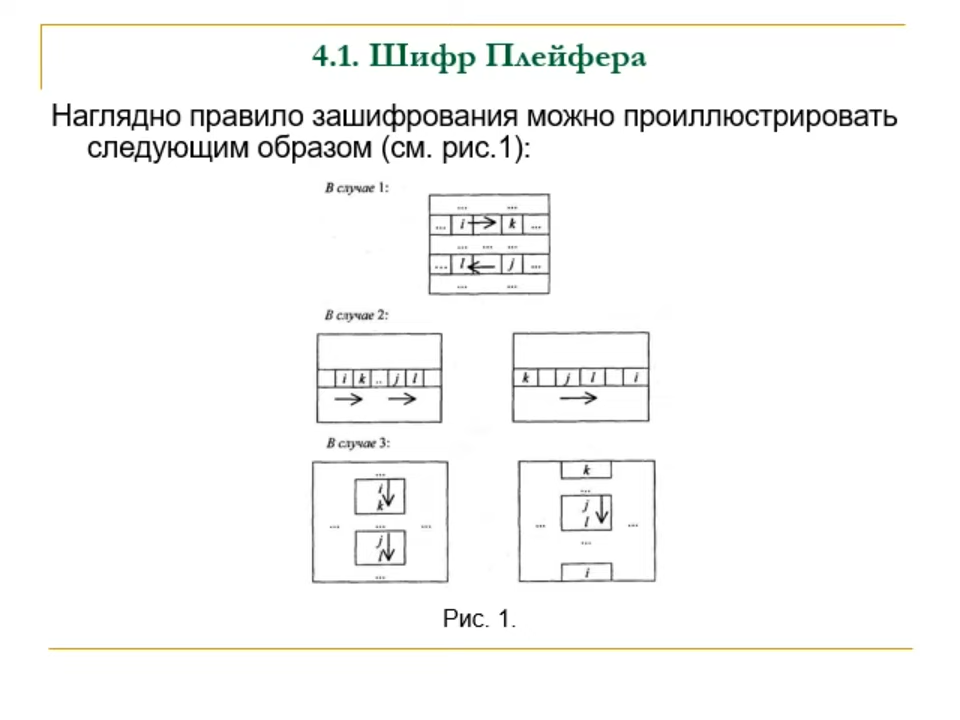 4.1. Шифр Плейфера
Наглядно правило зашифрования можно проиллюстрировать
следующим образом (см. рис.1):
В случае 1:
... ...
... i k ...
... ... ...
... l j ...
... ...
В случае 2:
i k .. j l
k j l i
В случае 3:
...
i
k
... ... ...
j
l
...
k
...
j
l
... ...
...
i
Рис. 1.